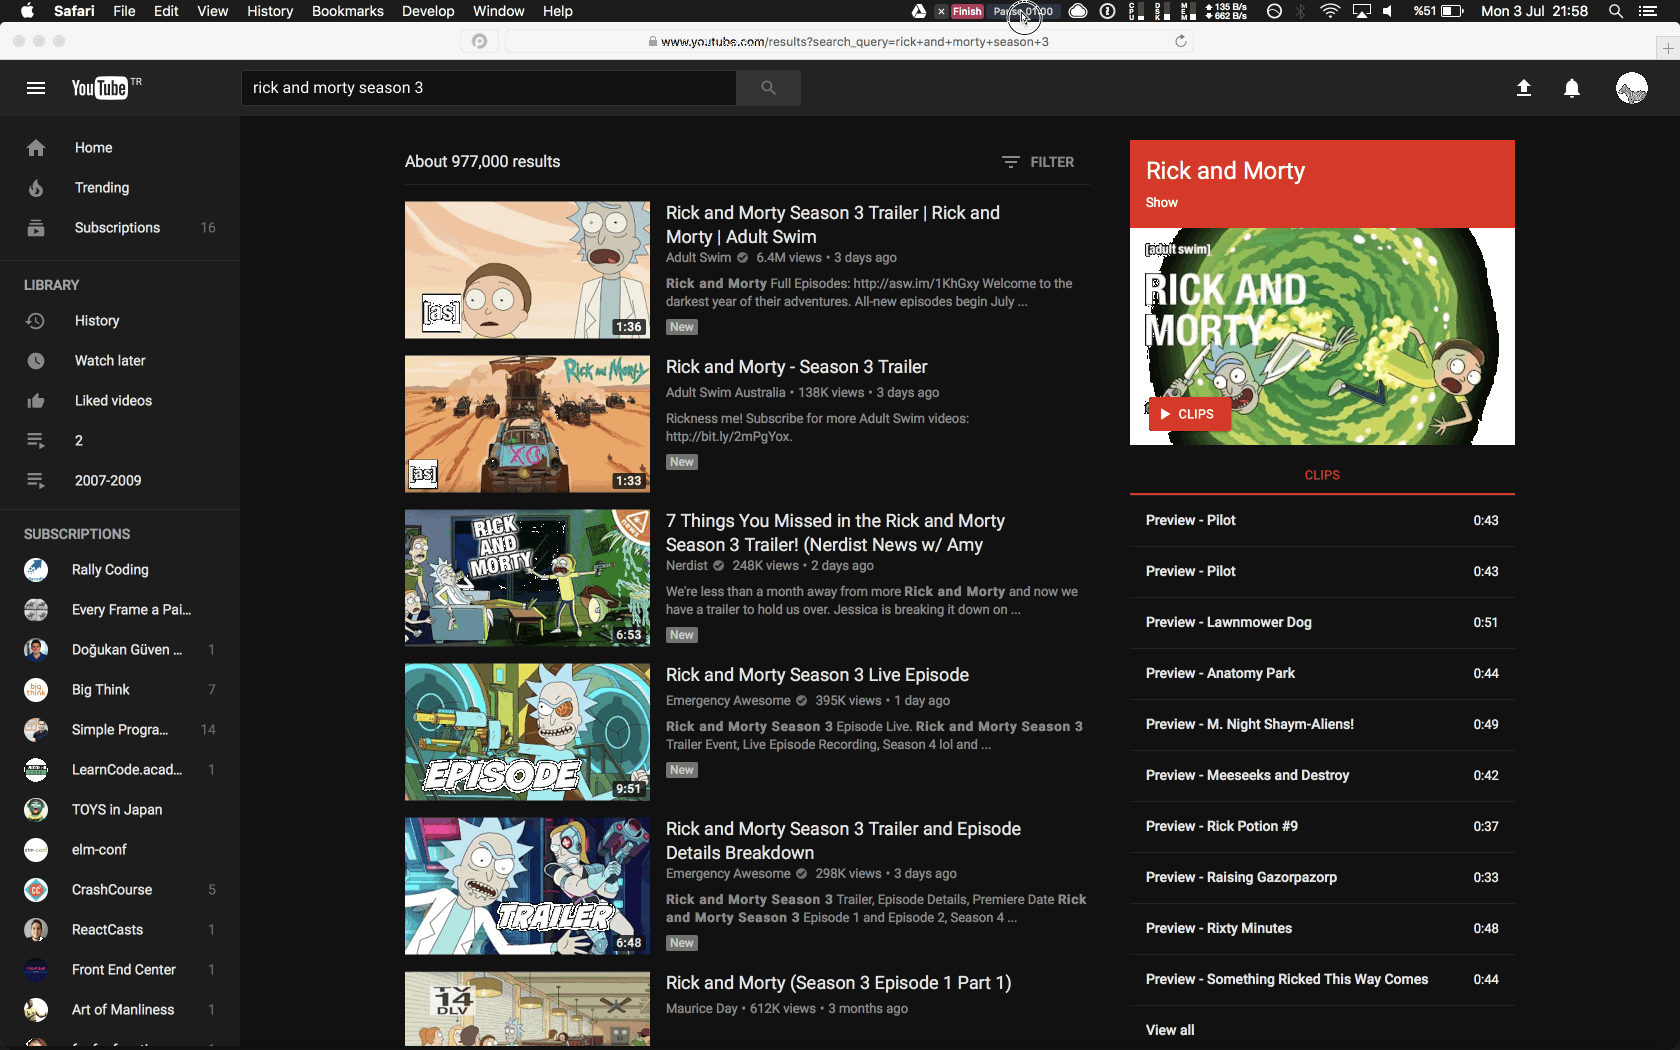 Safari File Edit View History Bookmarks Develop Window Help
Finish Pause 01:00
135 B/s
662 B/s
%51 Mon 3 Jul 21:58
www.youtube.com/results?search_query=rick+and+morty+season+3
YouTube TR
rick and morty season 3
Home
Trending
Subscriptions 16
LIBRARY
History
Watch later
Liked videos
2
2007-2009
SUBSCRIPTIONS
Rally Coding
Every Frame a Pai...
Doğukan Güven ... 1
Big Think 7
Simple Progra... 14
LearnCode.acad... 1
TOYS in Japan
elm-conf
CrashCourse 5
ReactCasts 1
Front End Center 1
Art of Manliness 1
About 977,000 results
FILTER
[as]
1:36
Rick and Morty Season 3 Trailer | Rick and
Morty | Adult Swim
Adult Swim 6.4M views • 3 days ago
Rick and Morty Full Episodes: http://asw.im/1KhGxy Welcome to the
darkest year of their adventures. All-new episodes begin July ...
New
Rick and Morty
[as]
1:33
Rick and Morty - Season 3 Trailer
Adult Swim Australia • 138K views • 3 days ago
Rickness me! Subscribe for more Adult Swim videos:
http://bit.ly/2mPgYox.
New
RICK
AND
MORTY
news
6:53
7 Things You Missed in the Rick and Morty
Season 3 Trailer! (Nerdist News w/ Amy
Nerdist 248K views • 2 days ago
We're less than a month away from more Rick and Morty and now we
have a trailer to hold us over. Jessica is breaking it down on ...
New
EPISODE
9:51
Rick and Morty Season 3 Live Episode
Emergency Awesome 395K views • 1 day ago
Rick and Morty Season 3 Episode Live. Rick and Morty Season 3
Trailer Event, Live Episode Recording, Season 4 lol and ...
New
TRAILER
6:48
Rick and Morty Season 3 Trailer and Episode
Details Breakdown
Emergency Awesome 298K views • 3 days ago
Rick and Morty Season 3 Trailer, Episode Details, Premiere Date Rick
and Morty Season 3 Episode 1 and Episode 2, Season 4 ...
New
TV
14
DLV
Rick and Morty (Season 3 Episode 1 Part 1)
Maurice Day • 612K views • 3 months ago
Rick and Morty
Show
[adult swim]
RICK AND
MORTY
CLIPS
CLIPS
Preview - Pilot 0:43
Preview - Pilot 0:43
Preview - Lawnmower Dog 0:51
Preview - Anatomy Park 0:44
Preview - M. Night Shaym-Aliens! 0:49
Preview - Meeseeks and Destroy 0:42
Preview - Rick Potion #9 0:37
Preview - Raising Gazorpazorp 0:33
Preview - Rixty Minutes 0:48
Preview - Something Ricked This Way Comes 0:44
View all